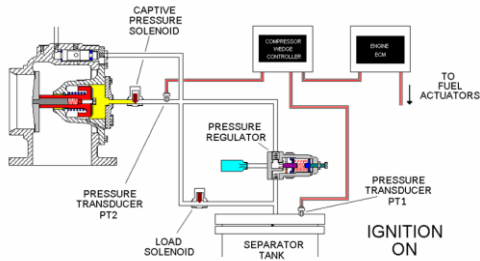 CAPTIVE
PRESSURE
SOLENOID
COMPRESSOR
WEDGE
CONTROLLER
ENGINE
ECM
TO
FUEL
ACTUATORS
PRESSURE
REGULATOR
PRESSURE
TRANSDUCER
PT2
PRESSURE
TRANSDUCER
PT1
LOAD
SOLENOID
SEPARATOR
TANK
IGNITION
ON